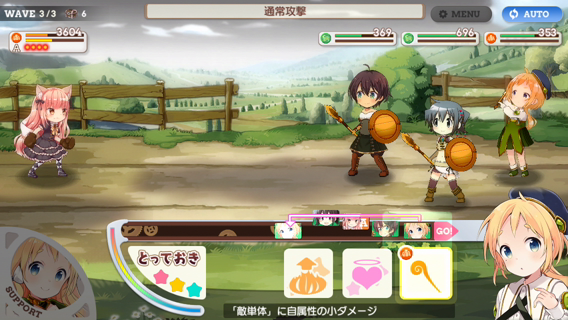 WAVE 3/3 6
通常攻撃
MENU
AUTO
3604
A
369
696
353
GO!
とっておき
SUPPORT
「敵単体」に自属性の小ダメージ